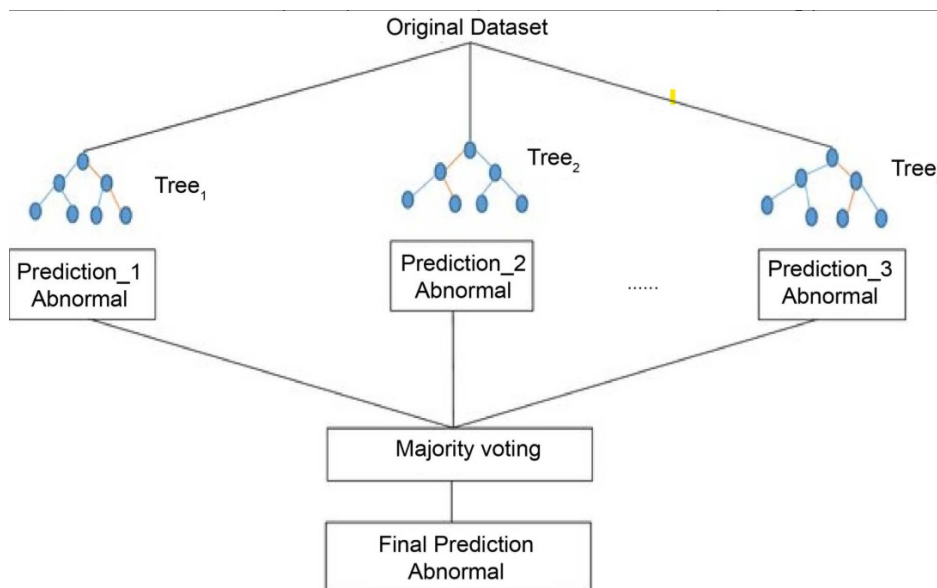 Original Dataset
Tree₁
Tree₂
Tree
Prediction_1
Abnormal
Prediction_2
Abnormal
......
Prediction_3
Abnormal
Majority voting
Final Prediction
Abnormal